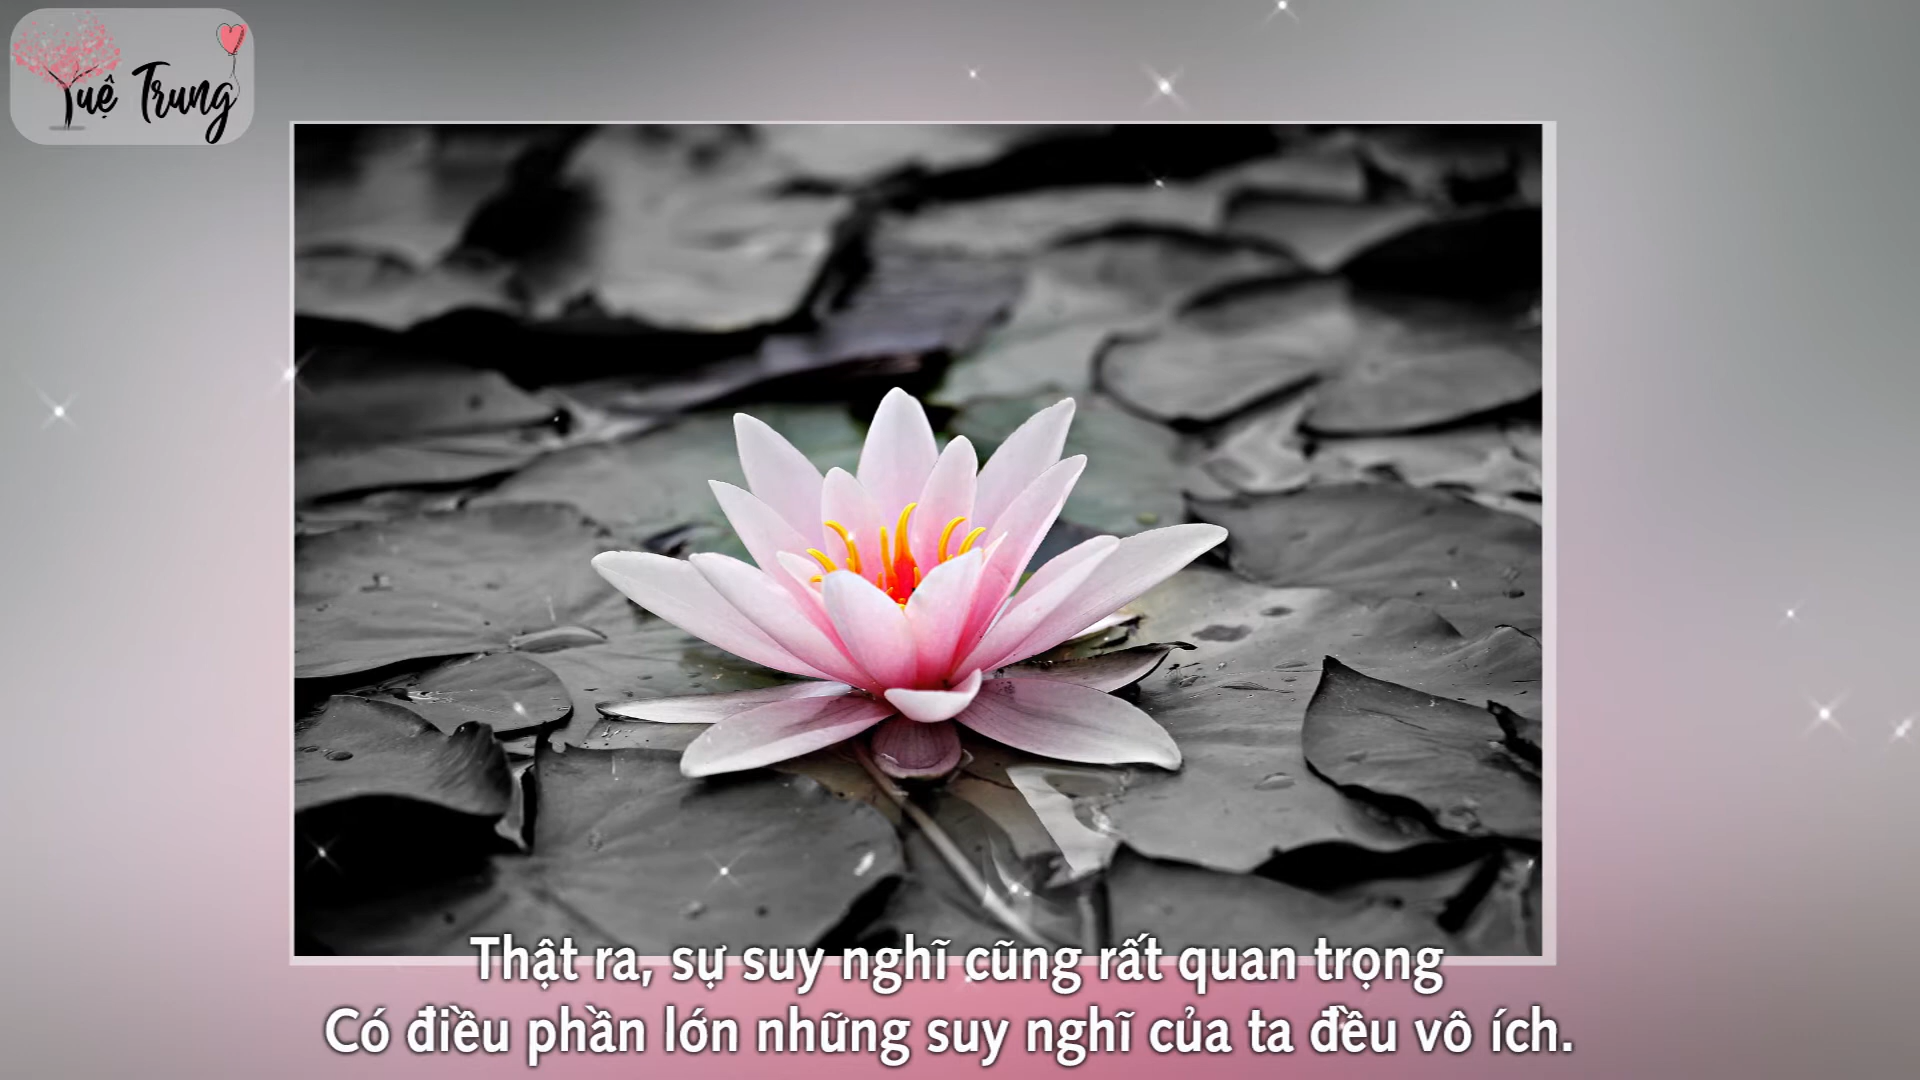 Tuệ Trung
Thật ra, sự suy nghĩ cũng rất quan trọng
Có điều phần lớn những suy nghĩ của ta đều vô ích.